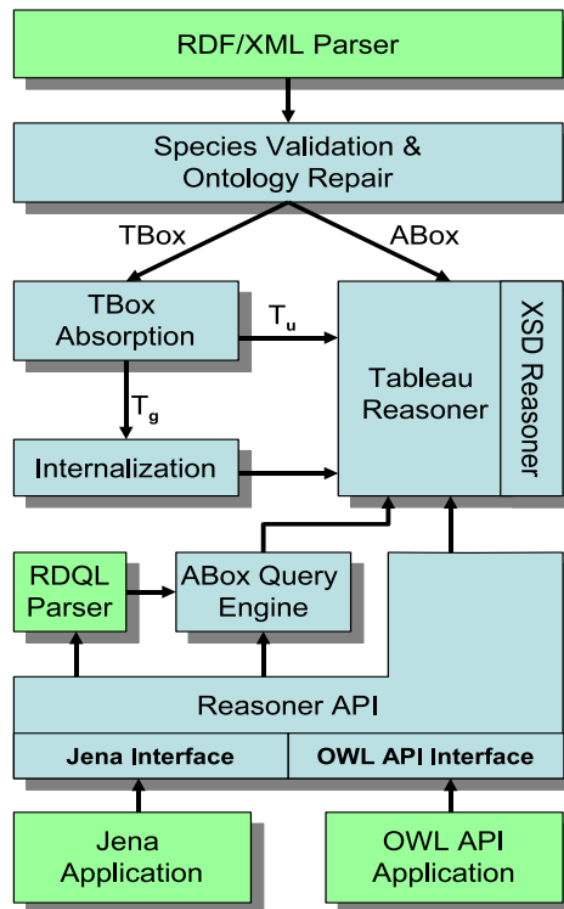 RDF/XML Parser
Species Validation &
Ontology Repair
TBox
ABox
TBox
Absorption
Tu
Tg
Internalization
Tableau
Reasoner
XSD Reasoner
RDQL
Parser
ABox Query
Engine
Reasoner API
Jena Interface
OWL API Interface
Jena
Application
OWL API
Application